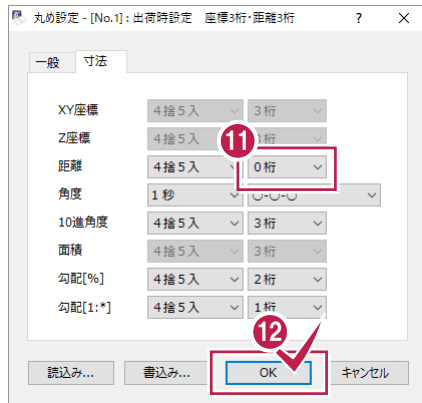 丸め設定 - [No.1] : 出荷時設定　座標3桁・距離3桁 ? ×
一般 寸法
XY座標 4捨5入 3桁
Z座標 4捨5入 桁
⑪
距離 4捨5入 0桁
角度 1 秒 ○-○-○
10進角度 4捨5入 3桁
面積 4捨5入 3桁
勾配[%] 4捨5入 2桁
勾配[1:*] 4捨5入 1桁
⑫
読込み... 書込み... OK キャンセル